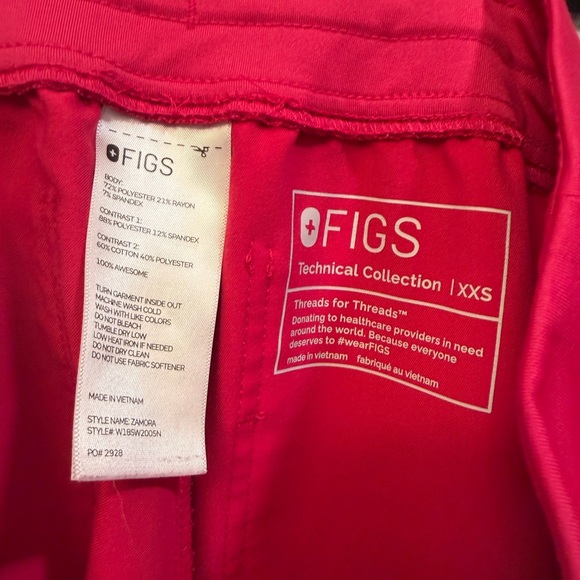 FIGS
BODY:
72% POLYESTER 21% RAYON
7% SPANDEX
CONTRAST 1:
88% POLYESTER 12% SPANDEX
CONTRAST 2:
60% COTTON 40% POLYESTER
100% AWESOME
TURN GARMENT INSIDE OUT
MACHINE WASH COLD
WASH WITH LIKE COLORS
DO NOT BLEACH
TUMBLE DRY LOW
LOW HEAT IRON IF NEEDED
DO NOT DRY CLEAN
DO NOT USE FABRIC SOFTENER
MADE IN VIETNAM
STYLE NAME: ZAMORA
STYLE#: W18SW2005N
PO# 2928
FIGS
Technical Collection | XXS
Threads for Threads™
Donating to healthcare providers in need
around the world. Because everyone
deserves to #wearFIGS
made in vietnam fabriqué au vietnam